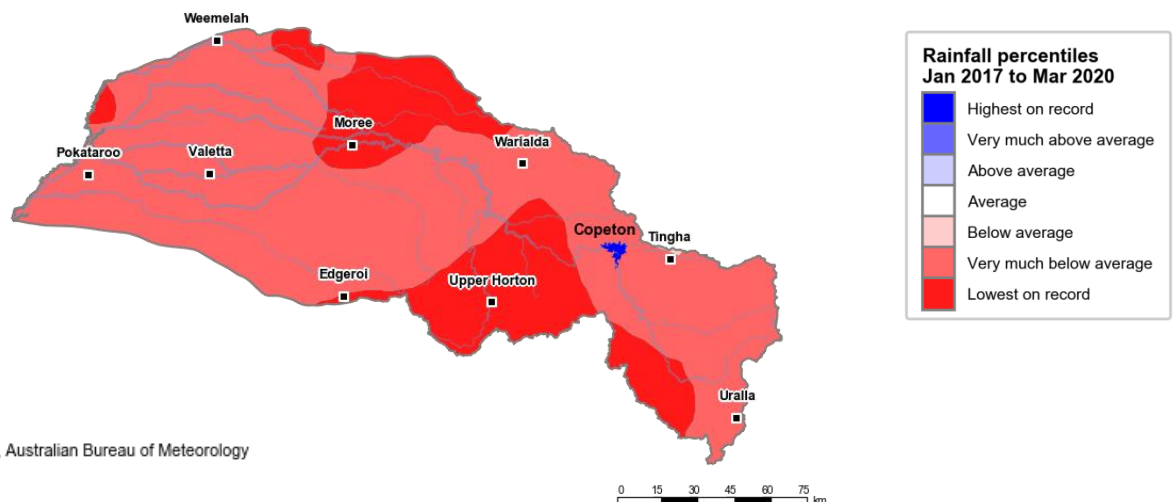 Weemelah
Moree
Warialda
Pokataroo
Valetta
Copeton
Tingha
Edgeroi
Upper Horton
Uralla
, Australian Bureau of Meteorology
0 15 30 45 60 75
km
Rainfall percentiles
Jan 2017 to Mar 2020
Highest on record
Very much above average
Above average
Average
Below average
Very much below average
Lowest on record